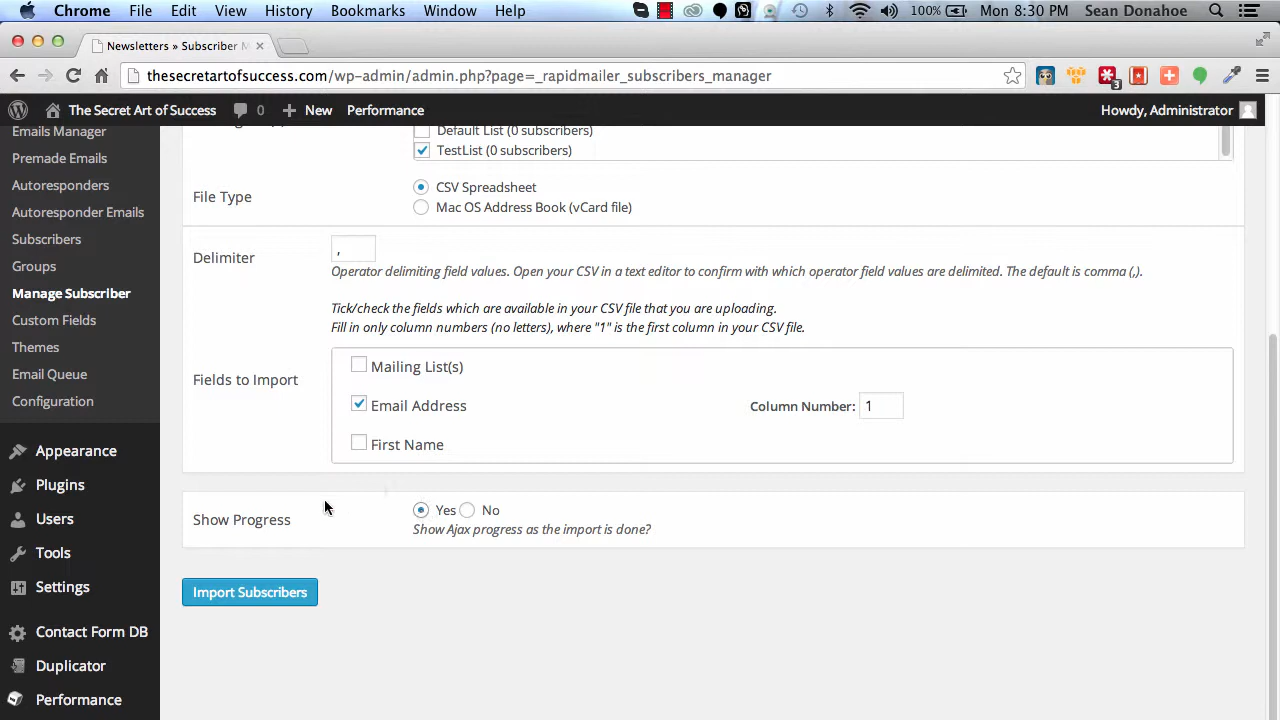 Chrome File Edit View History Bookmarks Window Help 100% Mon 8:30 PM Sean Donahoe
Newsletters » Subscriber M
thesecretartofsuccess.com/wp-admin/admin.php?page=_rapidmailer_subscribers_manager
3
The Secret Art of Success 0 New Performance Howdy, Administrator
Emails Manager
Premade Emails
Autoresponders
Autoresponder Emails
Subscribers
Groups
Manage Subscriber
Custom Fields
Themes
Email Queue
Configuration
Appearance
Plugins
Users
Tools
Settings
Contact Form DB
Duplicator
Performance
Default List (0 subscribers)
TestList (0 subscribers)
File Type
CSV Spreadsheet
Mac OS Address Book (vCard file)
Delimiter
,
Operator delimiting field values. Open your CSV in a text editor to confirm with which operator field values are delimited. The default is comma (,).
Tick/check the fields which are available in your CSV file that you are uploading.
Fill in only column numbers (no letters), where "1" is the first column in your CSV file.
Fields to Import
Mailing List(s)
Email Address Column Number: 1
First Name
Show Progress
Yes No
Show Ajax progress as the import is done?
Import Subscribers